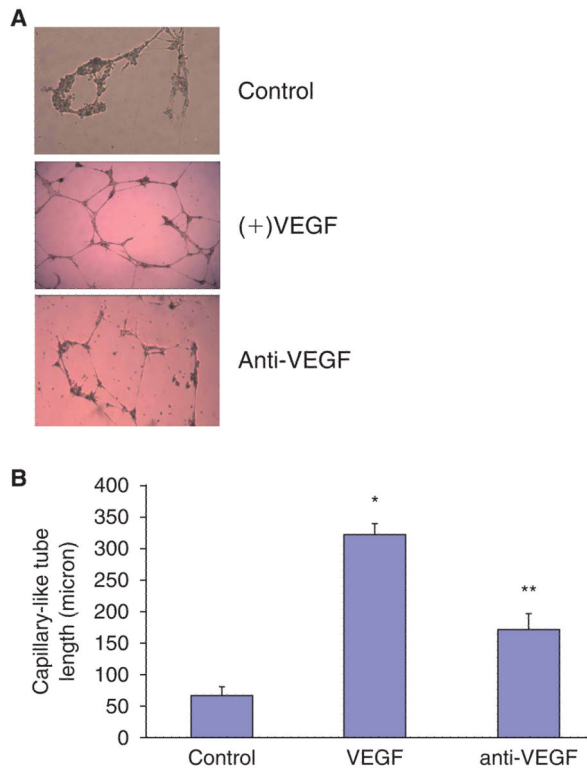 A
Control
(+)VEGF
Anti-VEGF
B
Capillary-like tube
length (micron)
400
350
300
250
200
150
100
50
0
*
**
Control VEGF anti-VEGF